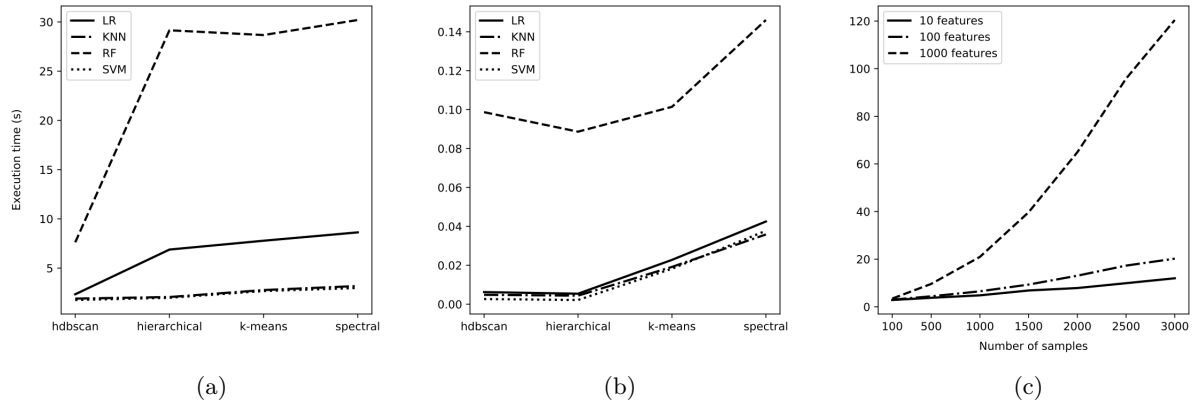 Execution time (s)
30
25
20
15
10
5
LR
KNN
RF
SVM
hdbscan hierarchical k-means spectral
(a)
0.14
0.12
0.10
0.08
0.06
0.04
0.02
0.00
LR
KNN
RF
SVM
hdbscan hierarchical k-means spectral
(b)
120
100
80
60
40
20
0
10 features
100 features
1000 features
100 500 1000 1500 2000 2500 3000
Number of samples
(c)